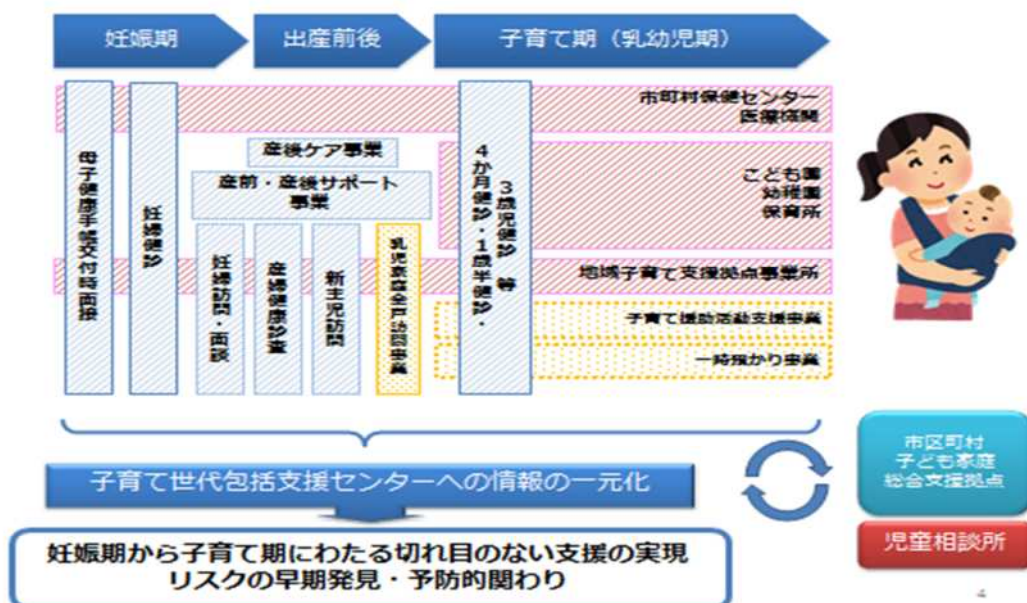 妊娠期
出産前後
子育て期（乳幼児期）
市町村保健センター
医療機関
産後ケア事業
産前・産後サポート
事業
こども園
幼稚園
保育所
母子健康手帳交付時面接
妊婦健診
妊婦訪問・面談
産婦健康診査
新生児訪問
乳児家庭全戸訪問事業
4か月健診・1歳半健診・
3歳児健診　等
地域子育て支援拠点事業所
子育て援助活動支援事業
一時預かり事業
子育て世代包括支援センターへの情報の一元化
妊娠期から子育て期にわたる切れ目のない支援の実現
リスクの早期発見・予防的関わり
市区町村
子ども家庭
総合支援拠点
児童相談所
4